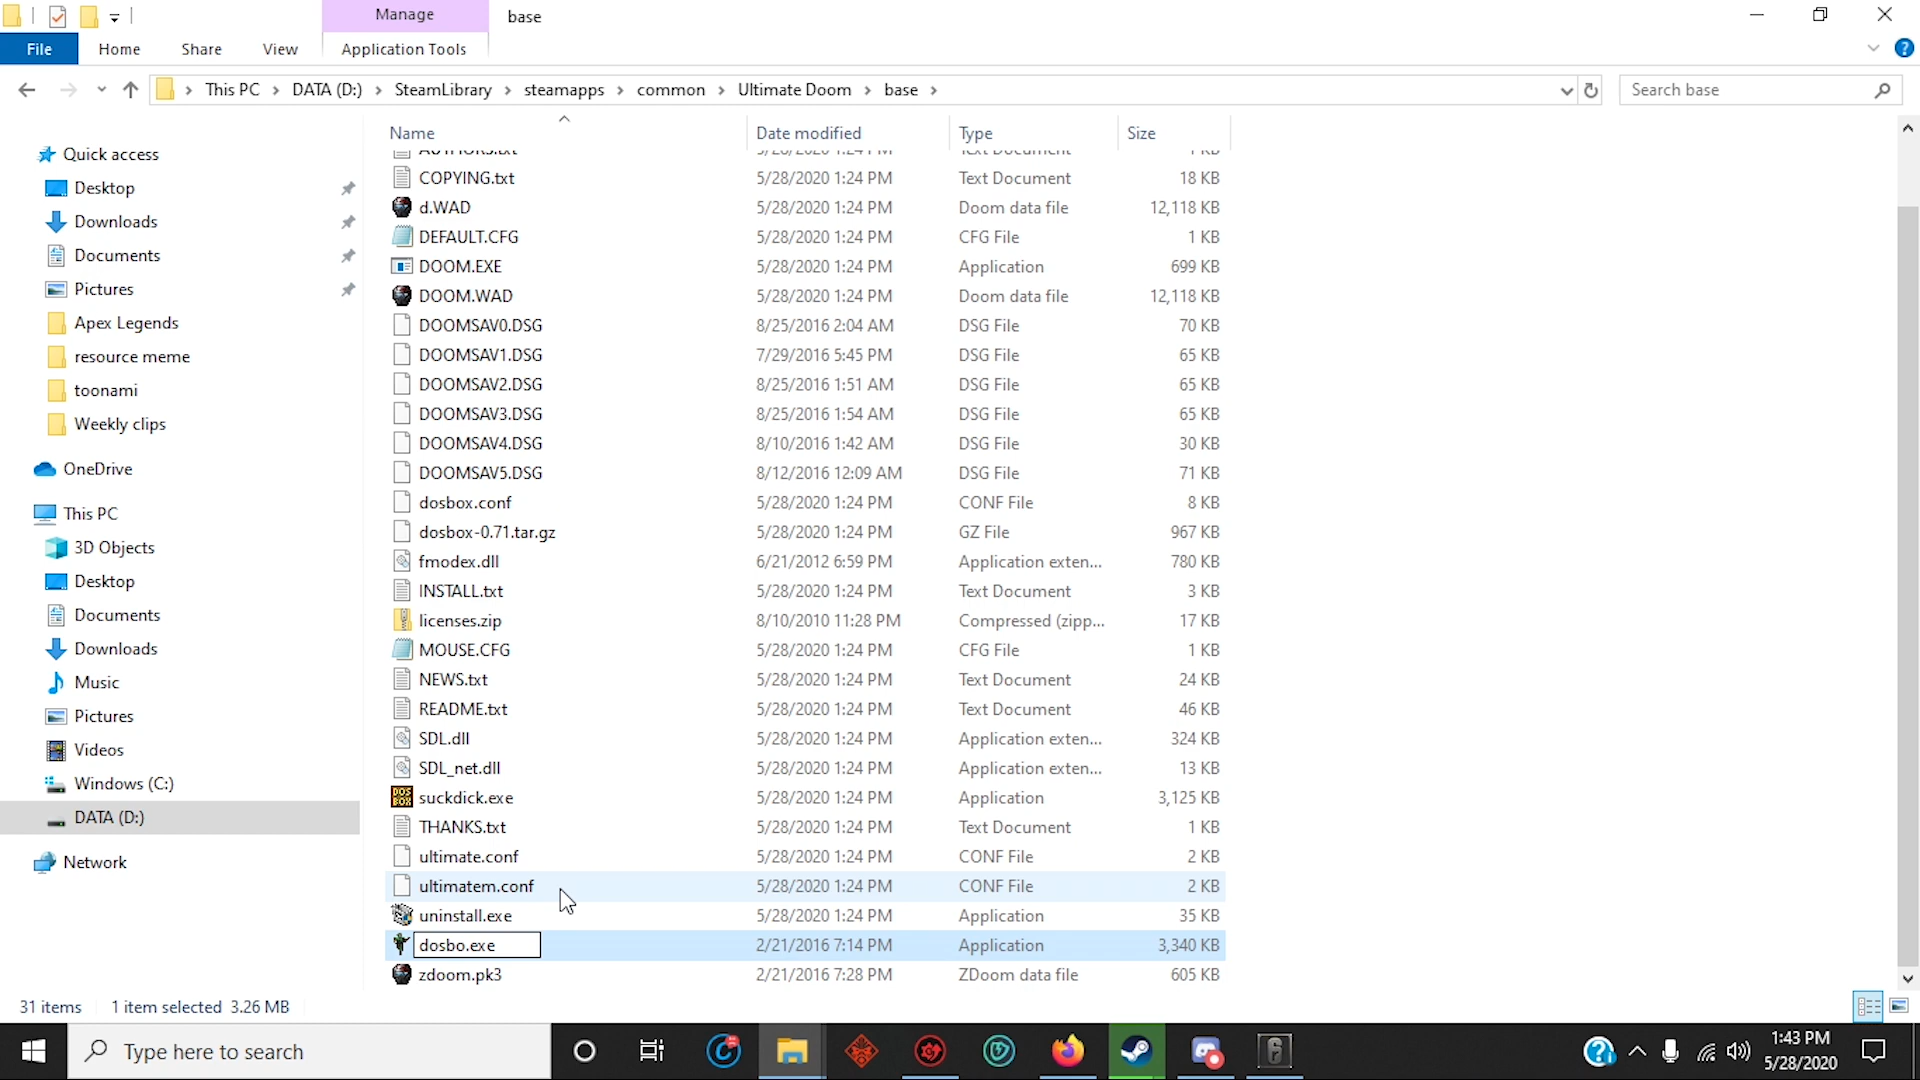 Manage
base
File
Home
Share
View
Application Tools
This PC
DATA (D:)
SteamLibrary
steamapps
common
Ultimate Doom
base
Search base
Name
Date modified
Type
Size
Quick access
Desktop
Downloads
Documents
Pictures
Apex Legends
resource meme
toonami
Weekly clips
OneDrive
This PC
3D Objects
Desktop
Documents
Downloads
Music
Pictures
Videos
Windows (C:)
DATA (D:)
Network
AUTHORS.txt 5/28/2020 1:24 PM Text Document 1 KB
COPYING.txt 5/28/2020 1:24 PM Text Document 18 KB
d.WAD 5/28/2020 1:24 PM Doom data file 12,118 KB
DEFAULT.CFG 5/28/2020 1:24 PM CFG File 1 KB
DOOM.EXE 5/28/2020 1:24 PM Application 699 KB
DOOM.WAD 5/28/2020 1:24 PM Doom data file 12,118 KB
DOOMSAV0.DSG 8/25/2016 2:04 AM DSG File 70 KB
DOOMSAV1.DSG 7/29/2016 5:45 PM DSG File 65 KB
DOOMSAV2.DSG 8/25/2016 1:51 AM DSG File 65 KB
DOOMSAV3.DSG 8/25/2016 1:54 AM DSG File 65 KB
DOOMSAV4.DSG 8/10/2016 1:42 AM DSG File 30 KB
DOOMSAV5.DSG 8/12/2016 12:09 AM DSG File 71 KB
dosbox.conf 5/28/2020 1:24 PM CONF File 8 KB
dosbox-0.71.tar.gz 5/28/2020 1:24 PM GZ File 967 KB
fmodex.dll 6/21/2012 6:59 PM Application exten... 780 KB
INSTALL.txt 5/28/2020 1:24 PM Text Document 3 KB
licenses.zip 8/10/2010 11:28 PM Compressed (zipp... 17 KB
MOUSE.CFG 5/28/2020 1:24 PM CFG File 1 KB
NEWS.txt 5/28/2020 1:24 PM Text Document 24 KB
README.txt 5/28/2020 1:24 PM Text Document 46 KB
SDL.dll 5/28/2020 1:24 PM Application exten... 324 KB
SDL_net.dll 5/28/2020 1:24 PM Application exten... 13 KB
suckdick.exe 5/28/2020 1:24 PM Application 3,125 KB
THANKS.txt 5/28/2020 1:24 PM Text Document 1 KB
ultimate.conf 5/28/2020 1:24 PM CONF File 2 KB
ultimatem.conf 5/28/2020 1:24 PM CONF File 2 KB
uninstall.exe 5/28/2020 1:24 PM Application 35 KB
dosbo.exe 2/21/2016 7:14 PM Application 3,340 KB
zdoom.pk3 2/21/2016 7:28 PM ZDoom data file 605 KB
31 items 1 item selected 3.26 MB
Type here to search
1:43 PM
5/28/2020